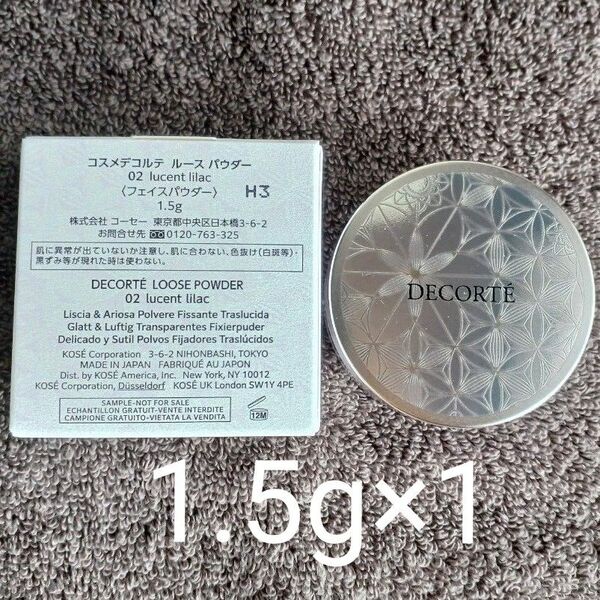 コスメデコルテ ルース パウダー
02 lucent lilac
〈フェイスパウダー〉 H3
1.5g
株式会社 コーセー 東京都中央区日本橋3-6-2
お問合せ先 0120-763-325
肌に異常が出ていないか注意し、肌に合わない、色抜け(白斑等)・
黒ずみ等が現れた時は使わない。
DECORTÉ LOOSE POWDER
02 lucent lilac
Liscia & Ariosa Polvere Fissante Traslucida
Glatt & Luftig Transparentes Fixierpuder
Delicado y Sutil Polvos Fijadores Traslúcidos
KOSÉ Corporation 3-6-2 NIHONBASHI, TOKYO
MADE IN JAPAN FABRIQUÉ AU JAPON
Dist. by KOSÉ America, Inc. New York, NY 10012
KOSÉ Corporation, Düsseldorf KOSÉ UK London SW1Y 4PE
SAMPLE-NOT FOR SALE
ECHANTILLON GRATUIT-VENTE INTERDITE
CAMPIONE GRATUITO-VIETATA LA VENDITA
12M
DECORTÉ
1.5g×1